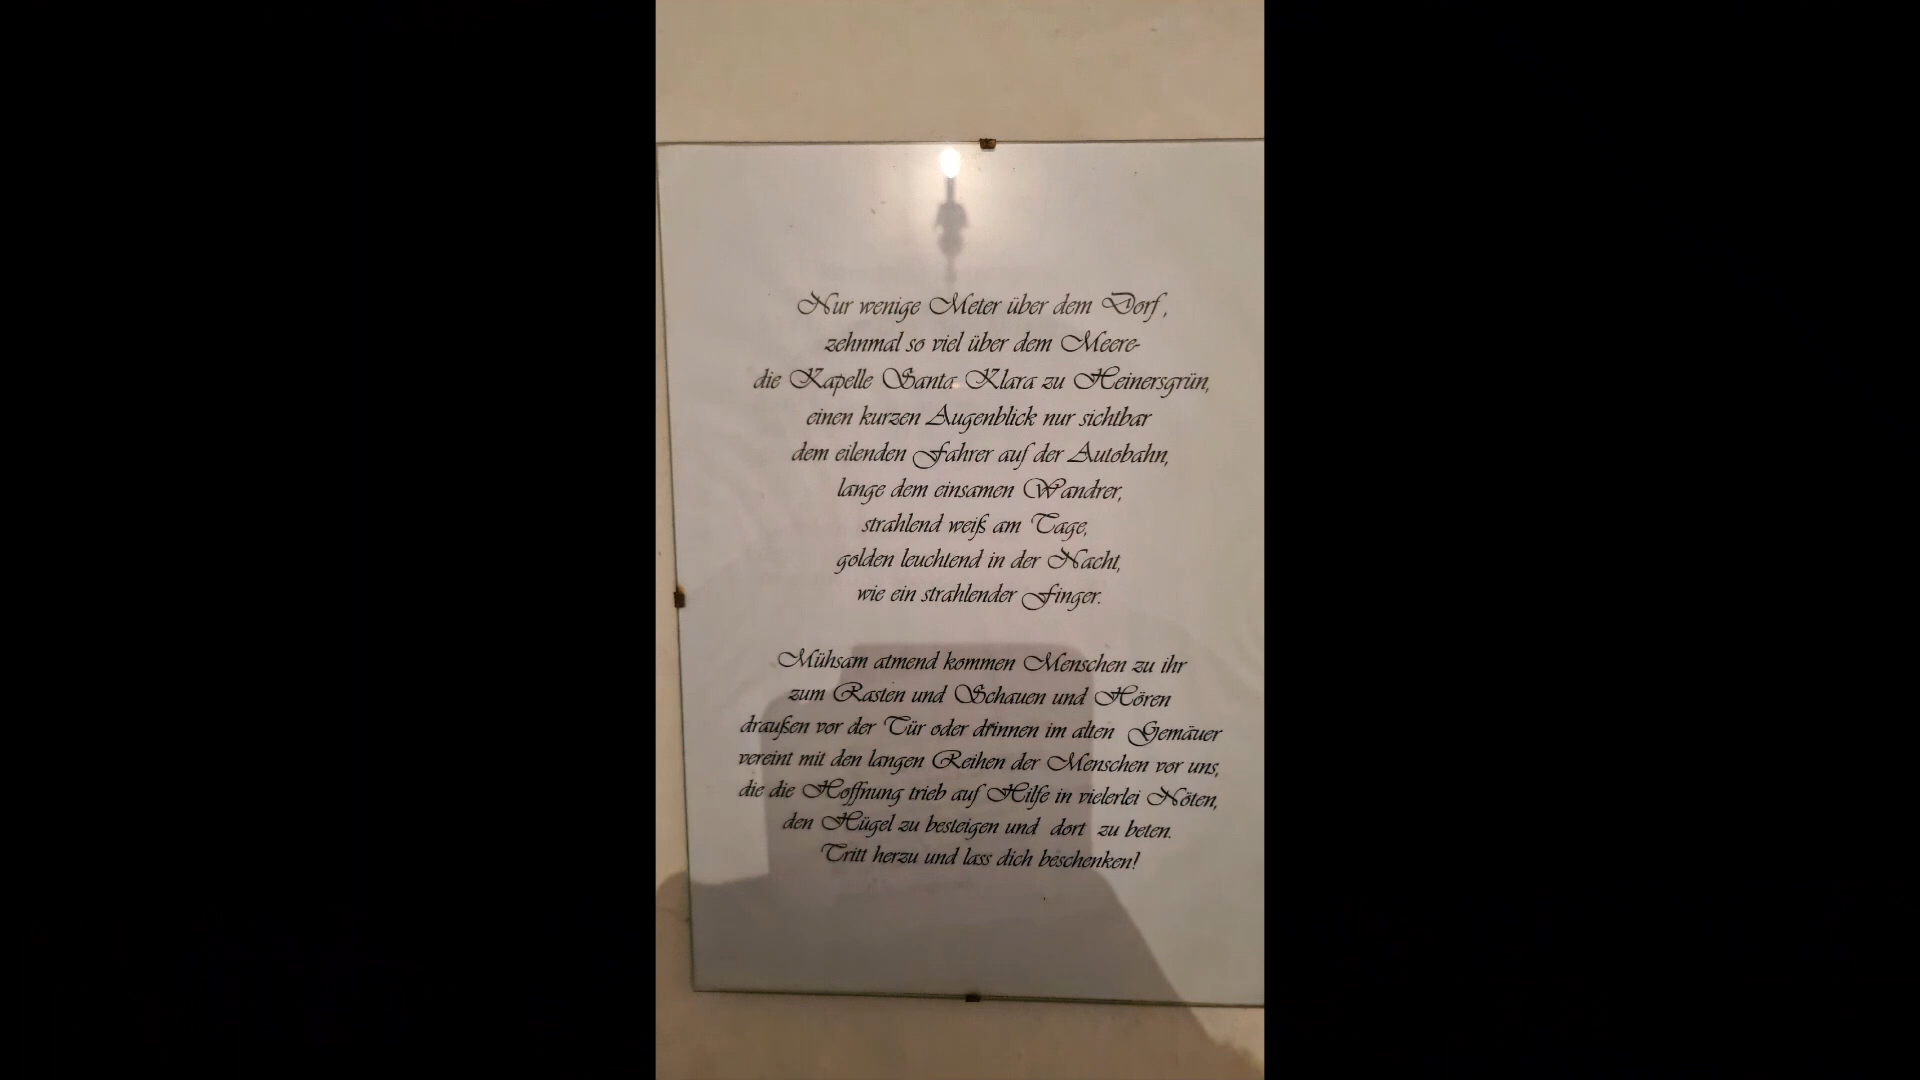 Nur wenige Meter über dem Dorf,
zehnmal so viel über dem Meere-
die Kapelle Santa Klara zu Heinersgrün,
einen kurzen Augenblick nur sichtbar
dem eilenden Fahrer auf der Autobahn,
lange dem einsamen Wandrer,
strahlend weiß am Tage,
golden leuchtend in der Nacht,
wie ein strahlender Finger.
Mühsam atmend kommen Menschen zu ihr
zum Rasten und Schauen und Hören
draußen vor der Tür oder drinnen im alten Gemäuer
vereint mit den langen Reihen der Menschen vor uns,
die die Hoffnung trieb auf Hilfe in vielerlei Nöten,
den Hügel zu besteigen und dort zu beten.
Tritt herzu und lass dich beschenken!